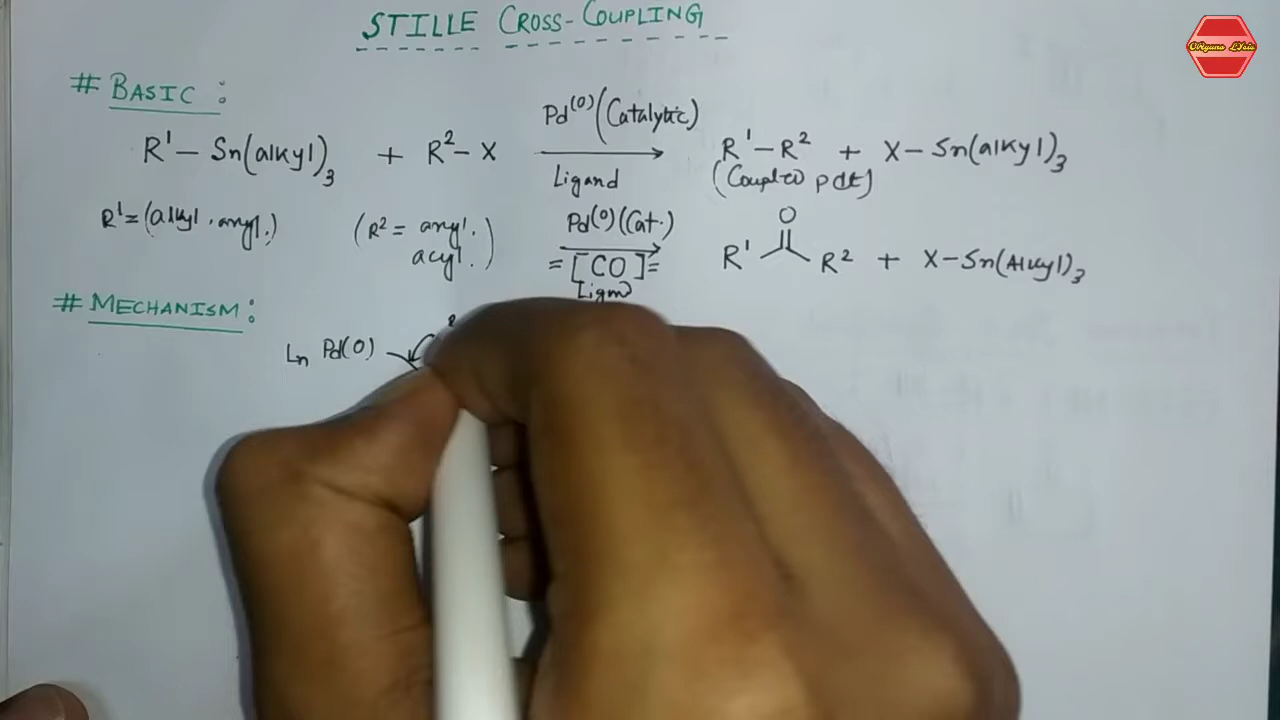 STILLE CROSS-COUPLING
# BASIC :
R¹ – Sn(alkyl)₃ + R² – X Pd⁽⁰⁾ (Catalytic) Ligand R¹ – R² + X – Sn(alkyl)₃
(Coupled pdt)
R¹ = (alkyl, aryl.) (R² = aryl. acyl.) Pd⁽⁰⁾ (Cat.) = [CO] = O R¹ R² + X – Sn(Alkyl)₃
# MECHANISM :
Ln Pd(0)